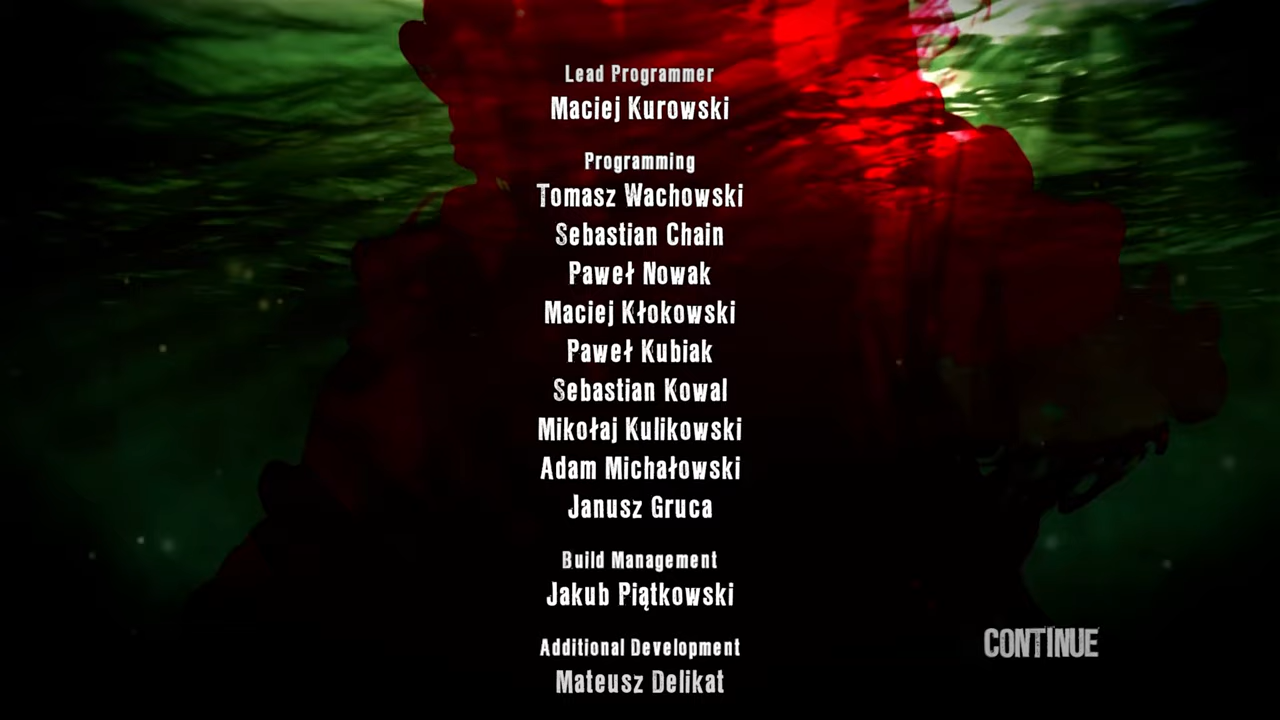 Lead Programmer
Maciej Kurowski
Programming
Tomasz Wachowski
Sebastian Chain
Paweł Nowak
Maciej Kłokowski
Paweł Kubiak
Sebastian Kowal
Mikołaj Kulikowski
Adam Michałowski
Janusz Gruca
Build Management
Jakub Piątkowski
CONTINUE
Additional Development
Mateusz Delikat